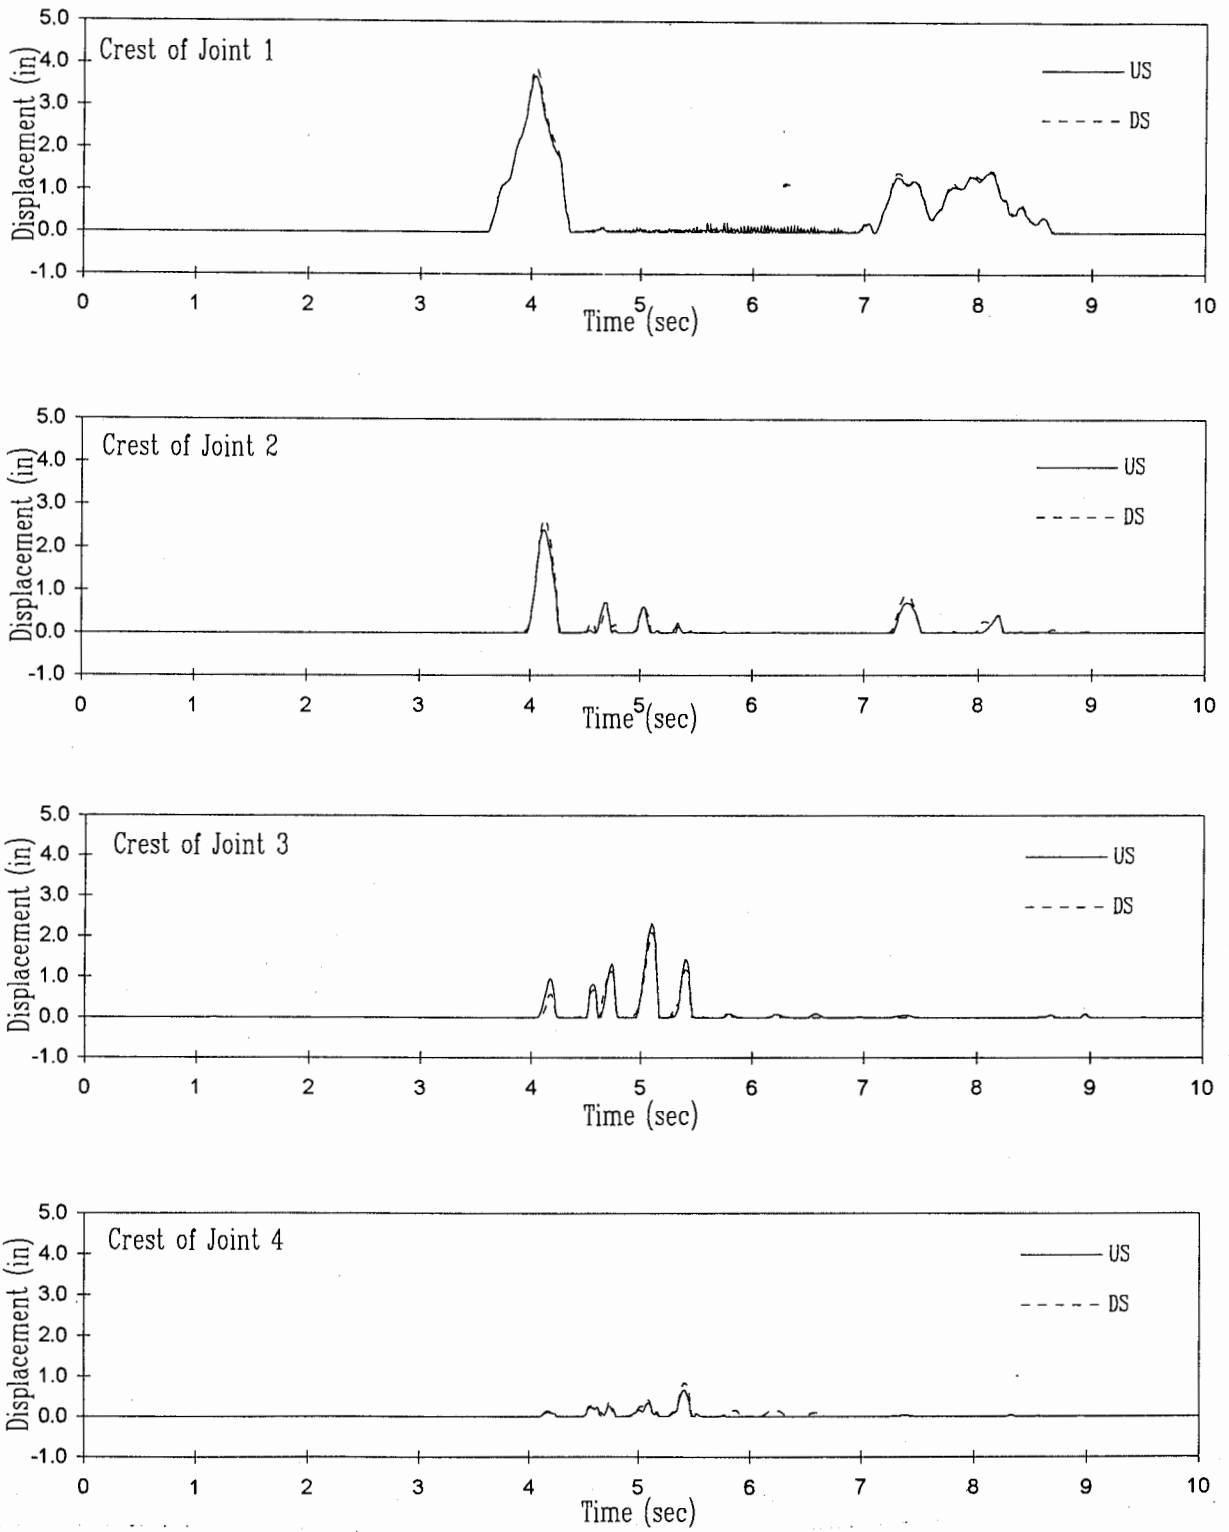 5.0
Crest of Joint 1
4.0
US
3.0
DS
2.0
1.0
0.0
-1.0
Displacement (in)
0 1 2 3 4 5 6 7 8 9 10
Time (sec)
5.0
Crest of Joint 2
4.0
US
3.0
DS
2.0
1.0
0.0
-1.0
Displacement (in)
0 1 2 3 4 5 6 7 8 9 10
Time (sec)
5.0
Crest of Joint 3
4.0
US
3.0
DS
2.0
1.0
0.0
-1.0
Displacement (in)
0 1 2 3 4 5 6 7 8 9 10
Time (sec)
5.0
Crest of Joint 4
4.0
US
3.0
DS
2.0
1.0
0.0
-1.0
Displacement (in)
0 1 2 3 4 5 6 7 8 9 10
Time (sec)